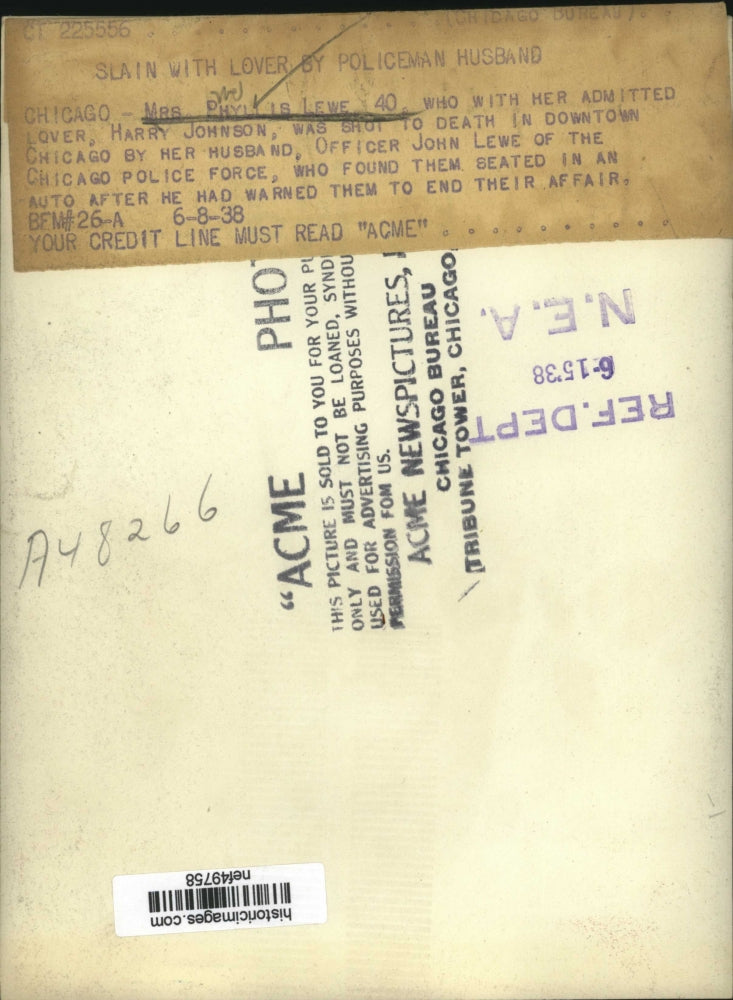 CT 225556 (CHICAGO BUREAU)
SLAIN WITH LOVER BY POLICEMAN HUSBAND
CHICAGO - MRS. PHYLLIS LEWE, 40, WHO WITH HER ADMITTED
LOVER, HARRY JOHNSON, WAS SHOT TO DEATH IN DOWNTOWN
CHICAGO BY HER HUSBAND, OFFICER JOHN LEWE OF THE
CHICAGO POLICE FORCE, WHO FOUND THEM SEATED IN AN
AUTO AFTER HE HAD WARNED THEM TO END THEIR AFFAIR.
BFM#26-A 6-8-38
YOUR CREDIT LINE MUST READ "ACME" . . . . . . . . . .
"ACME PHO
THIS PICTURE IS SOLD TO YOU FOR YOUR PU
ONLY AND MUST NOT BE LOANED, SYND
USED FOR ADVERTISING PURPOSES WITHOU
PERMISSION FOM US.
ACME NEWSPICTURES,
CHICAGO BUREAU
TRIBUNE TOWER, CHICAGO
N.E.A.
6-1538
REF.DEPT
A48266
historicimages.com
nef49758